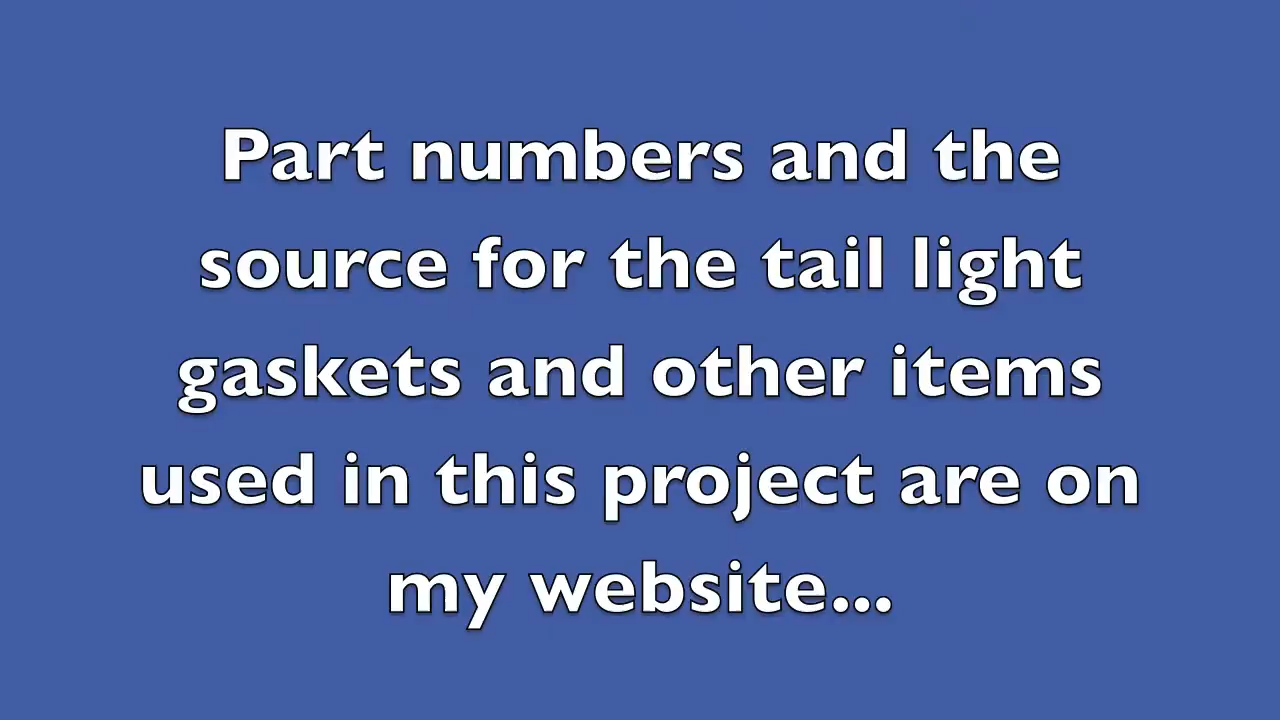 Part numbers and the
source for the tail light
gaskets and other items
used in this project are on
my website...